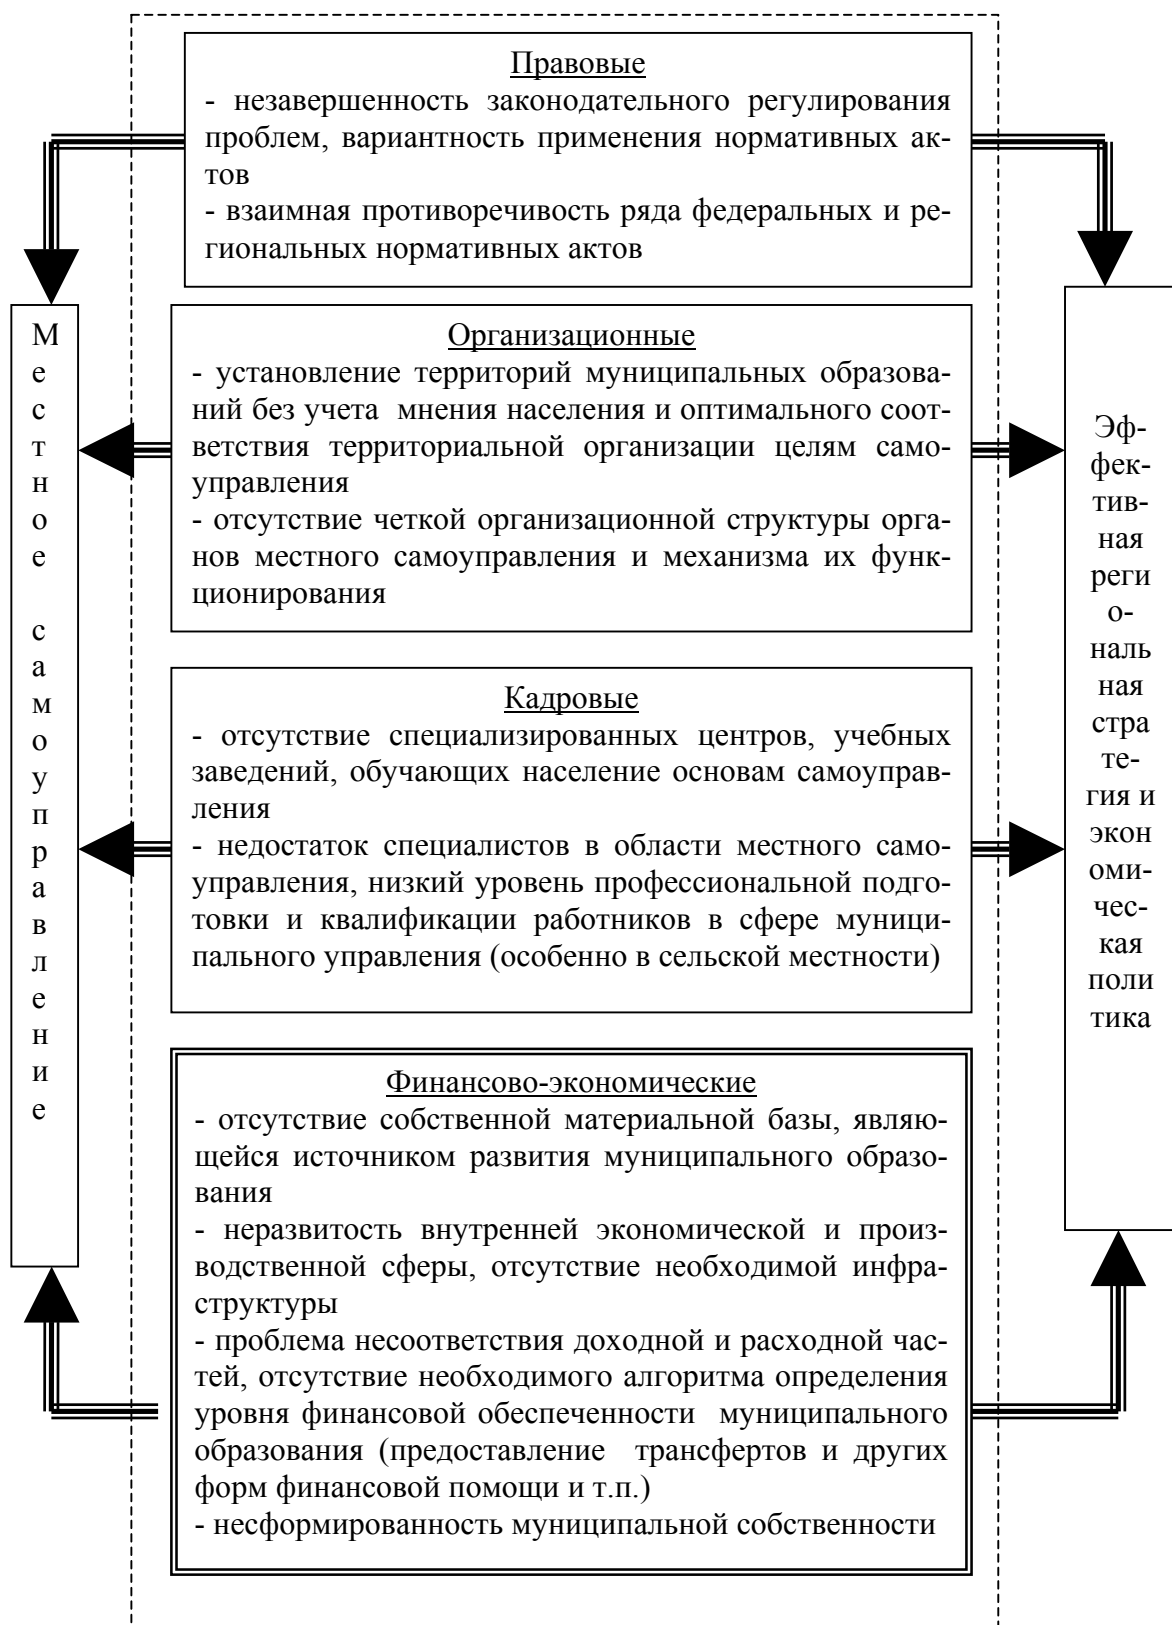 Правовые
- незавершенность законодательного регулирования
проблем, вариантность применения нормативных ак-
тов
- взаимная противоречивость ряда федеральных и ре-
гиональных нормативных актов
М
е
с
т
н
о
е
с
а
м
о
у
п
р
а
в
л
е
н
и
е
Организационные
- установление территорий муниципальных образова-
ний без учета мнения населения и оптимального соот-
ветствия территориальной организации целям само-
управления
- отсутствие четкой организационной структуры орга-
нов местного самоуправления и механизма их функ-
ционирования
Кадровые
- отсутствие специализированных центров, учебных
заведений, обучающих население основам самоуправ-
ления
- недостаток специалистов в области местного само-
управления, низкий уровень профессиональной подго-
товки и квалификации работников в сфере муници-
пального управления (особенно в сельской местности)
Финансово-экономические
- отсутствие собственной материальной базы, являю-
щейся источником развития муниципального образо-
вания
- неразвитость внутренней экономической и произ-
водственной сферы, отсутствие необходимой инфра-
структуры
- проблема несоответствия доходной и расходной час-
тей, отсутствие необходимого алгоритма определения
уровня финансовой обеспеченности муниципального
образования (предоставление трансфертов и других
форм финансовой помощи и т.п.)
- несформированность муниципальной собственности
Эф-
фек-
тив-
ная
реги
о-
наль
ная
стра
те-
гия и
экон
оми-
чес-
кая
поли
тика